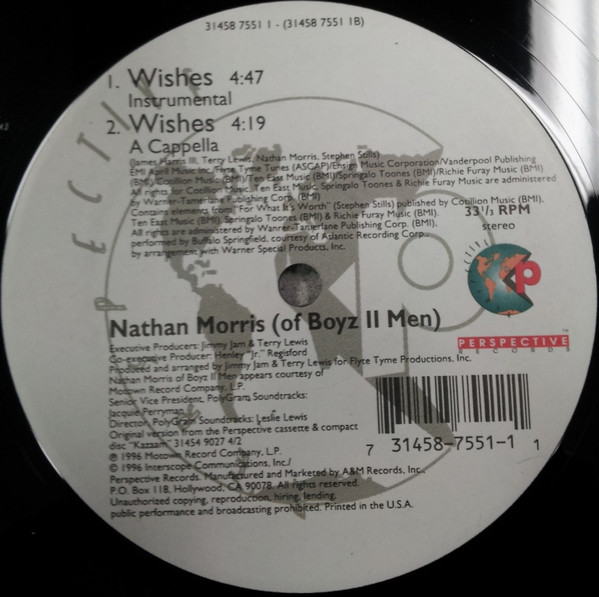 31458 7551 1 - (31458 7551 1B)
1. Wishes 4:47
Instrumental
2. Wishes 4:19
A Cappella
(James Harris III, Terry Lewis, Nathan Morris, Stephen Stills)
EMI April Music Inc./Flyte Tyme Tunes (ASCAP)/Ensign Music Corporation/Vanderpool Publishing
(BMI)/Cotillion Music (BMI)/Ten East Music (BMI)/Springalo Toones (BMI)/Richie Furay Music (BMI)
All rights for Cotillion Music, Ten East Music, Springalo Toones & Richie Furay Music are administered
by Warner-Tamerlane Publishing Corp. (BMI)
Contains elements from "For What It's Worth" (Stephen Stills) published by Cotillion Music (BMI),
Ten East Music (BMI), Springalo Toones (BMI) & Richie Furay Music (BMI).
All rights are administered by Wanrer-Tamerlane Publishing Corp. (BMI),
performed by Buffalo Springfield, courtesy of Atlantic Recording Corp.
by arrangement with Warner Special Products, Inc.
33 1/3 RPM
stereo
P
PERSPECTIVE
RECORDS
Nathan Morris (of Boyz II Men)
Executive Producers: Jimmy Jam & Terry Lewis
Co-executive Producer: Henley "Jr." Regisford
Produced and arranged by Jimmy Jam & Terry Lewis for Flyte Tyme Productions, Inc.
Nathan Morris of Boyz II Men appears courtesy of
Motown Record Company, L.P.
Senior Vice President, PolyGram Soundtracks:
Jacquie Perryman
Director, PolyGram Soundtracks: Leslie Lewis
Original version from the Perspective cassette & compact
disc "Kazaam" 31454 9027 4/2
℗ 1996 Motown Record Company, L.P.
© 1996 Interscope Communications, Inc./
Perspective Records. Manufactured and Marketed by A&M Records, Inc.
P.O. Box 118, Hollywood, CA 90078. All rights reserved.
Unauthorized copying, reproduction, hiring, lending,
public performance and broadcasting prohibited. Printed in the U.S.A.
7 31458-7551-1 1